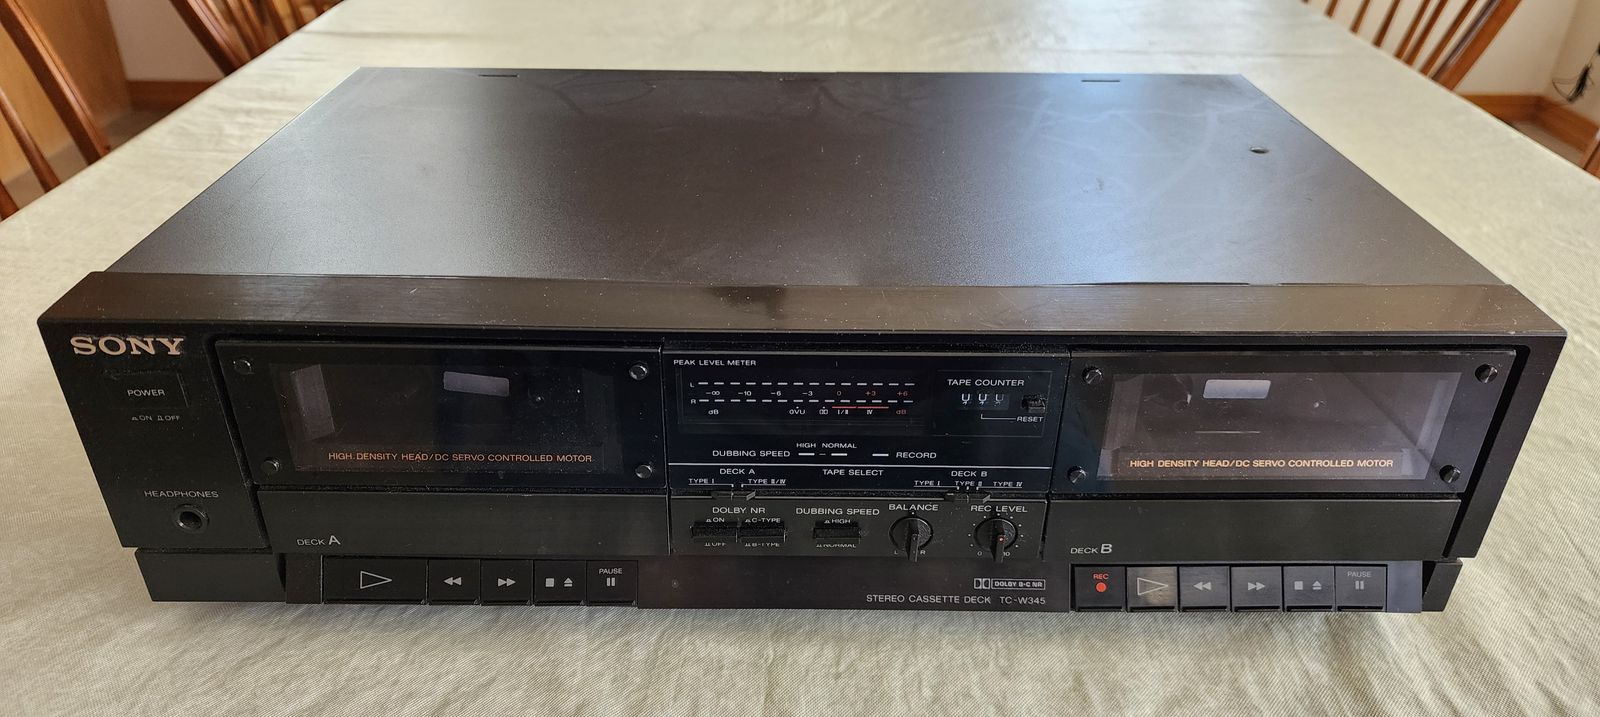 SONY
POWER
ON OFF
HEADPHONES
HIGH DENSITY HEAD/DC SERVO CONTROLLED MOTOR
DECK A
PAUSE
PEAK LEVEL METER
L
-∞ -10 -6 -3 0 +3 +6
R
dB 0VU I/II IV dB
TAPE COUNTER
RESET
HIGH NORMAL
DUBBING SPEED RECORD
DECK A TAPE SELECT DECK B
TYPE I TYPE II/IV TYPE I TYPE II TYPE IV
DOLBY NR DUBBING SPEED BALANCE REC LEVEL
ON C-TYPE HIGH
OFF B-TYPE NORMAL
L R 0 10
DOLBY B-C NR
STEREO CASSETTE DECK TC-W345
HIGH DENSITY HEAD/DC SERVO CONTROLLED MOTOR
DECK B
REC PAUSE